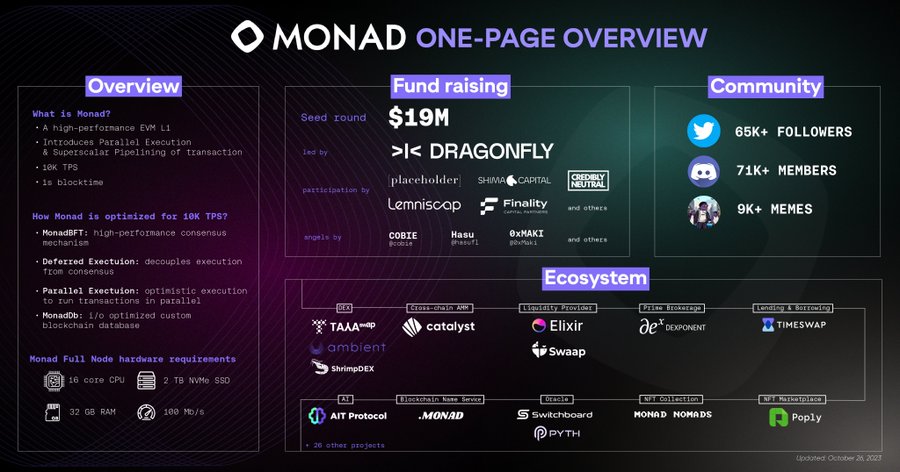 MONAD ONE-PAGE OVERVIEW
Overview
What is Monad?
• A high-performance EVM L1
• Introduces Parallel Execution
& Superscalar Pipelining of transaction
• 10K TPS
• 1s blocktime
How Monad is optimized for 10K TPS?
• MonadBFT: high-performance consensus
mechanism
• Deferred Exectuion: decouples execution
from consensus
• Parallel Exectuion: optimistic execution
to run transactions in parallel
• MonadDb: i/o optimized custom
blockchain database
Monad Full Node hardware requirements
16 core CPU
2 TB NVMe SSD
32 GB RAM
100 Mb/s
Fund raising
Seed round $19M
led by >|< DRAGONFLY
participation by
|placeholder| SHIMA CAPITAL CREDIBLY
NEUTRAL
Lemniscap Finality
CAPITAL PARTNERS
and others
angels by
COBIE Hasu 0xMAKI
@cobie @hasufl @0xMaki
and others
Community
65K+ FOLLOWERS
71K+ MEMBERS
9K+ MEMES
Ecosystem
DEX
TAYAswap
ambient
ShrimpDEX
Cross-chain AMM
catalyst
Liquidity Provider
Elixir
Swaap
Prime Brokerage
dex DEXPONENT
Lending & Borrowing
TIMESWAP
AI
AIT Protocol
Blockchain Name Service
.MONAD
Oracle
Switchboard
PYTH
NFT Collection
MONAD NOMADS
NFT Marketplace
Poply
+ 26 other projects
Updated: October 26, 2023